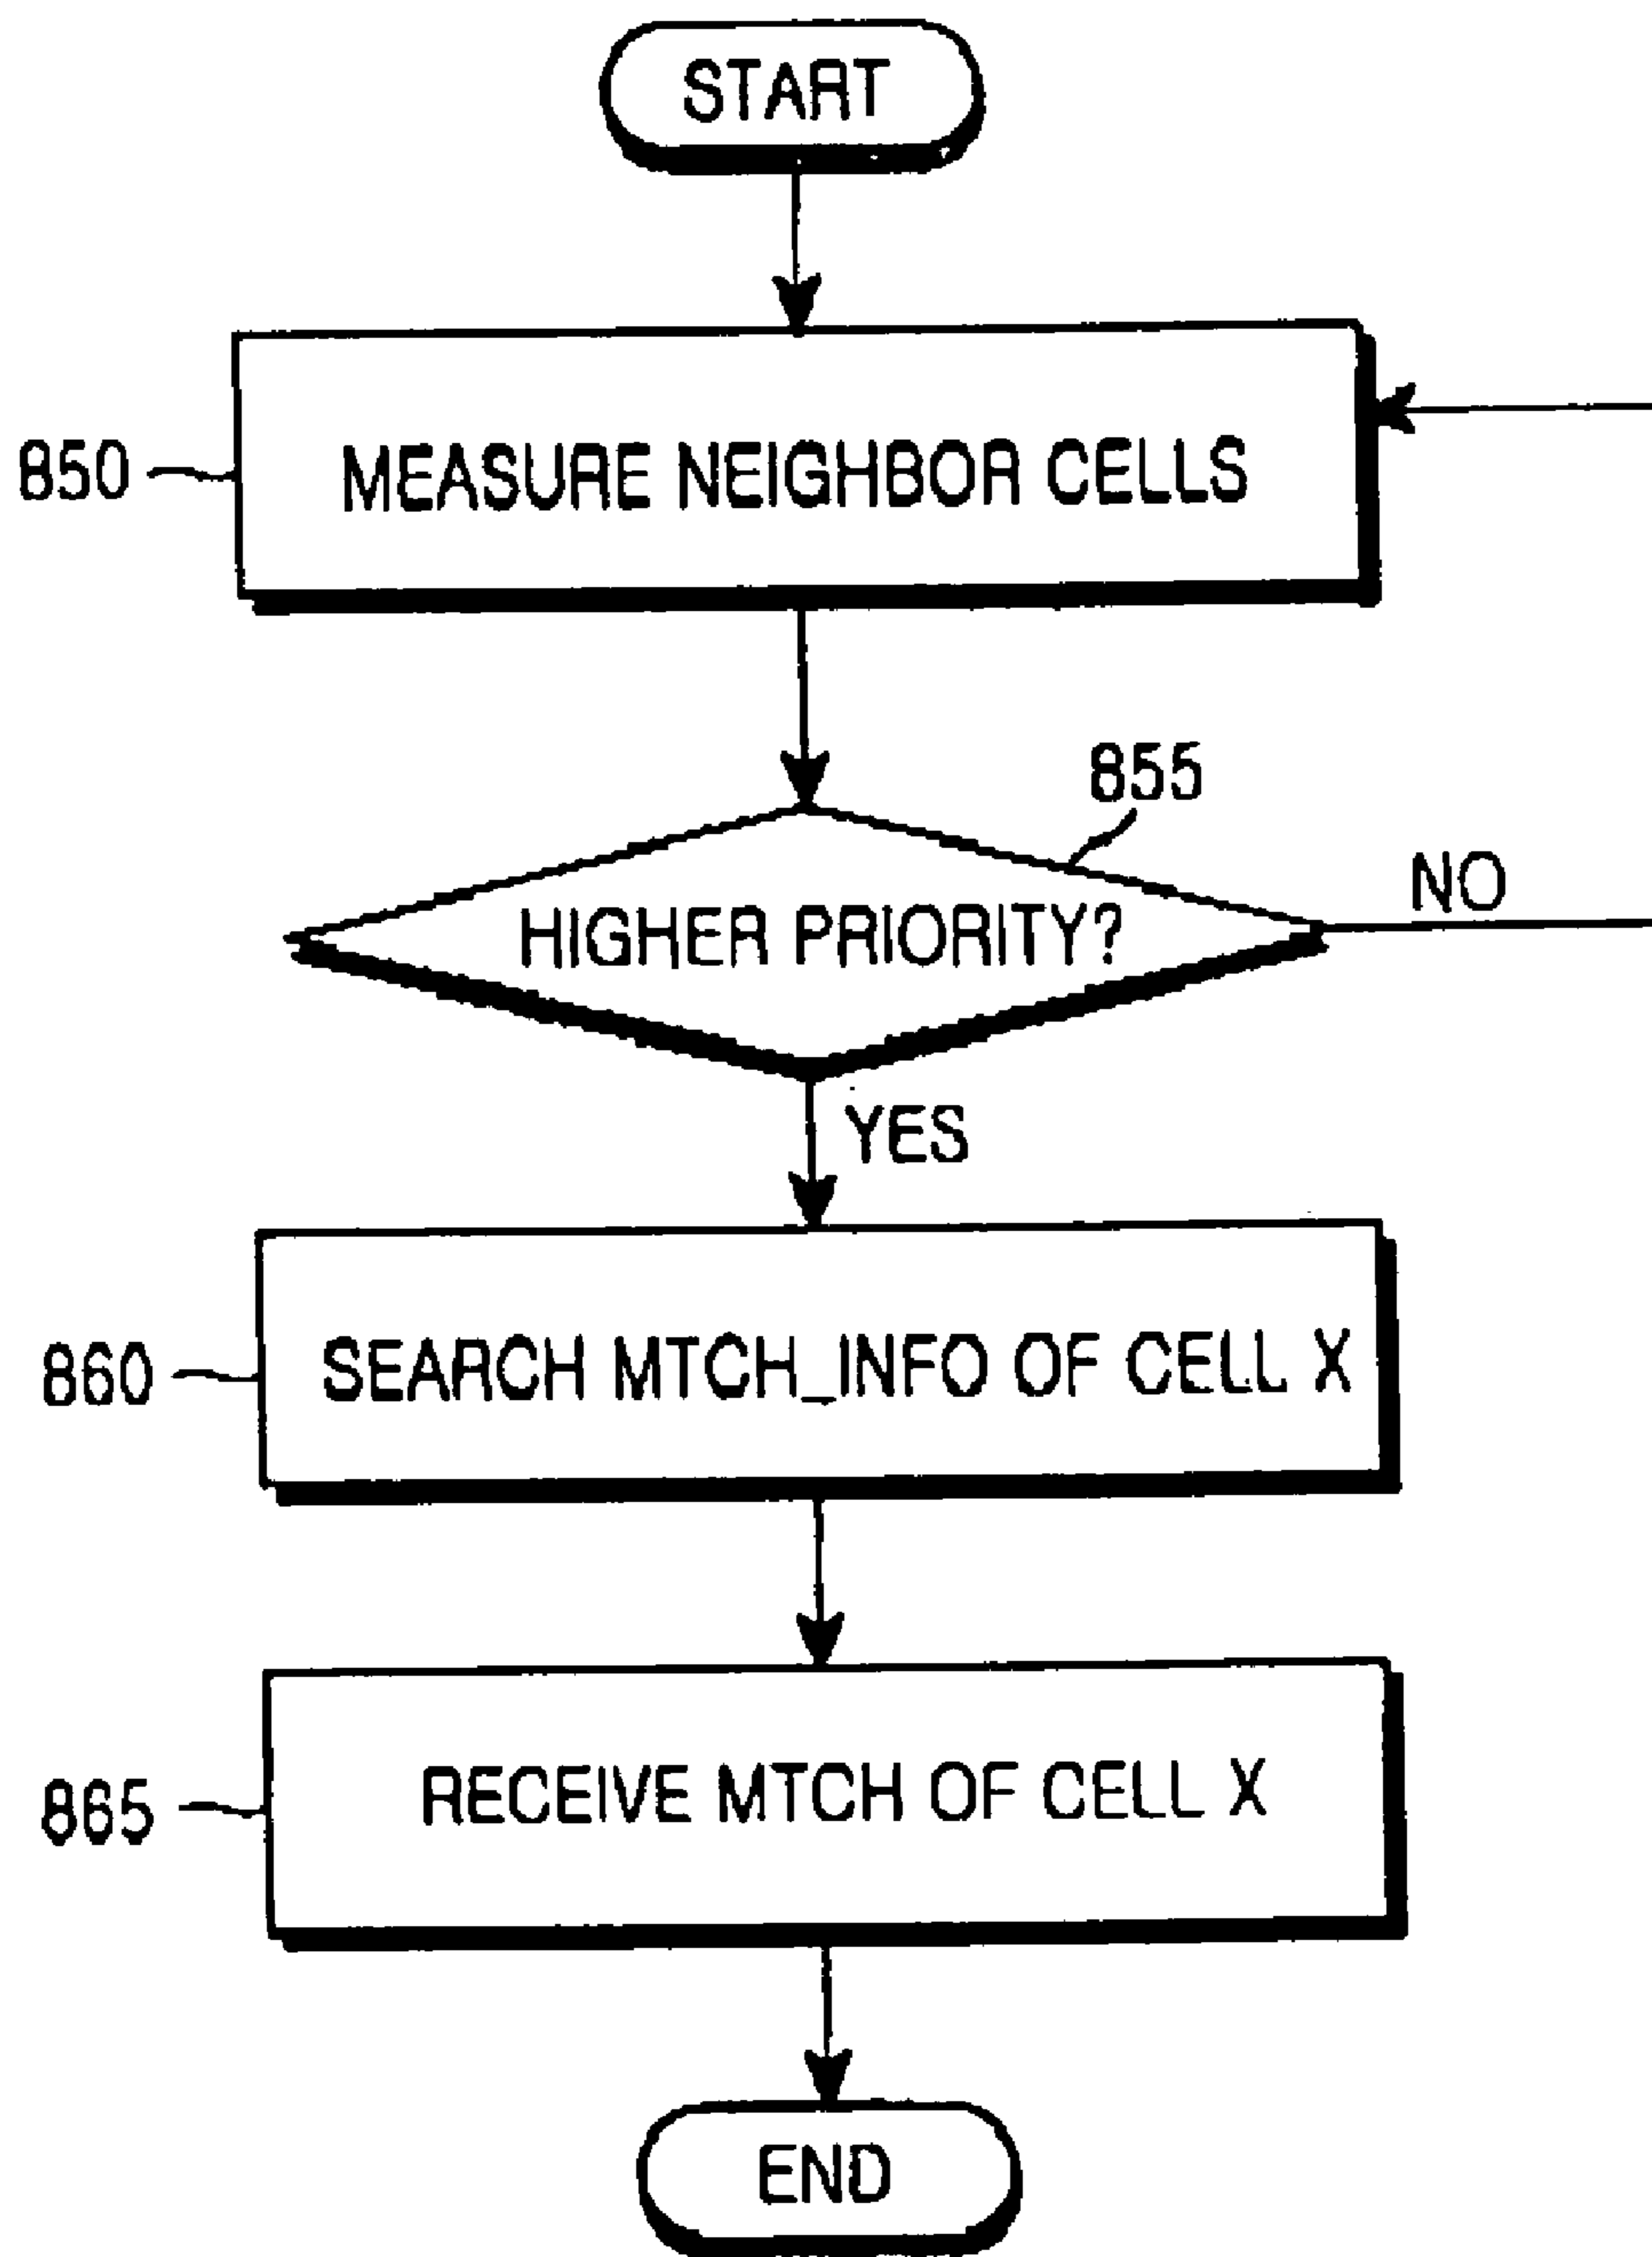 START
850
MEASURE NEIGHBOR CELLS
855
HIGHER PRIORITY?
NO
YES
860
SEARCH MTCH_INFO OF CELL X
865
RECEIVE MTCH OF CELL X
END